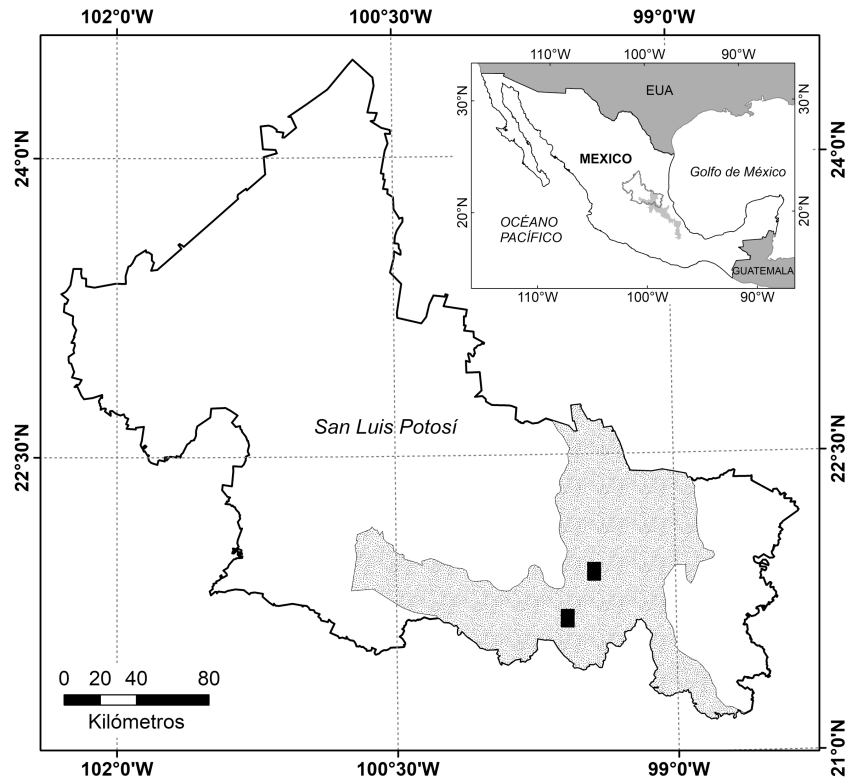 102°W 100°30'W 99°0'W
110°W 100°W 90°W
EUA
30°N 30°N
24°0'N 24°0'N
MEXICO
Golfo de México
20°N 20°N
OCÉANO
PACÍFICO
GUATEMALA
110°W 100°W 90°W
San Luis Potosí
22°30'N 22°30'N
0 20 40 80
Kilómetros
21°0'N
102°W 100°30'W 99°0'W